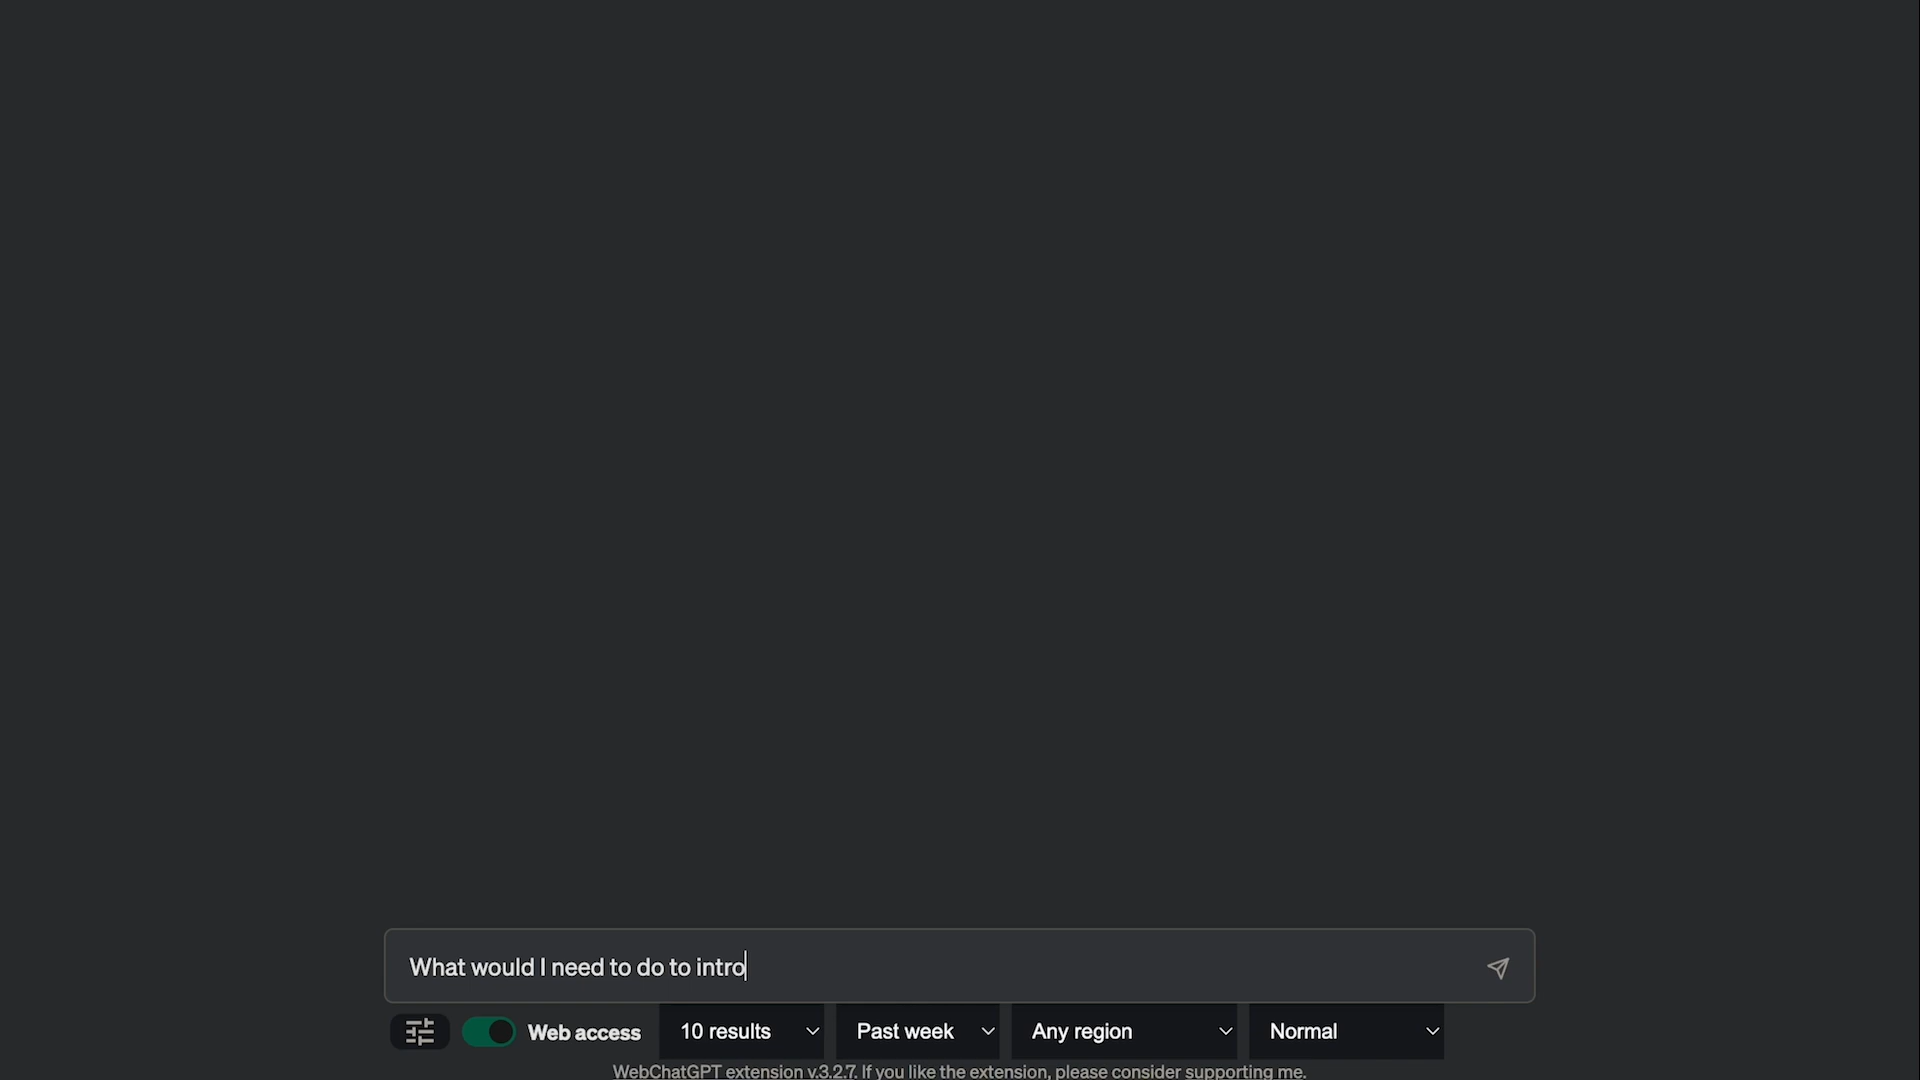 What would I need to do to intro
Web access 10 results Past week Any region Normal
WebChatGPT extension v.3.2.7. If you like the extension, please consider supporting me.